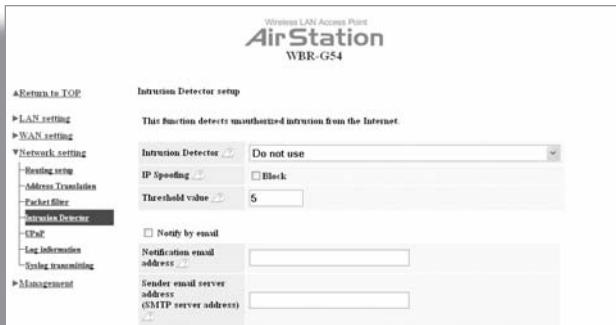 Wireless LAN Access Point
AirStation
WBR-G54
Return to TOP
LAN setting
WAN setting
Network setting
Routing setup
Address Translation
Packet filter
Intrusion Detector
UPnP
Log information
Syslog transmitting
Management
Intrusion Detector setup
This function detects unauthorized intrusion from the Internet.
Intrusion Detector Do not use
IP Spoofing Block
Threshold value 5
Notify by email
Notification email
address
Sender email server
address
(SMTP server address)